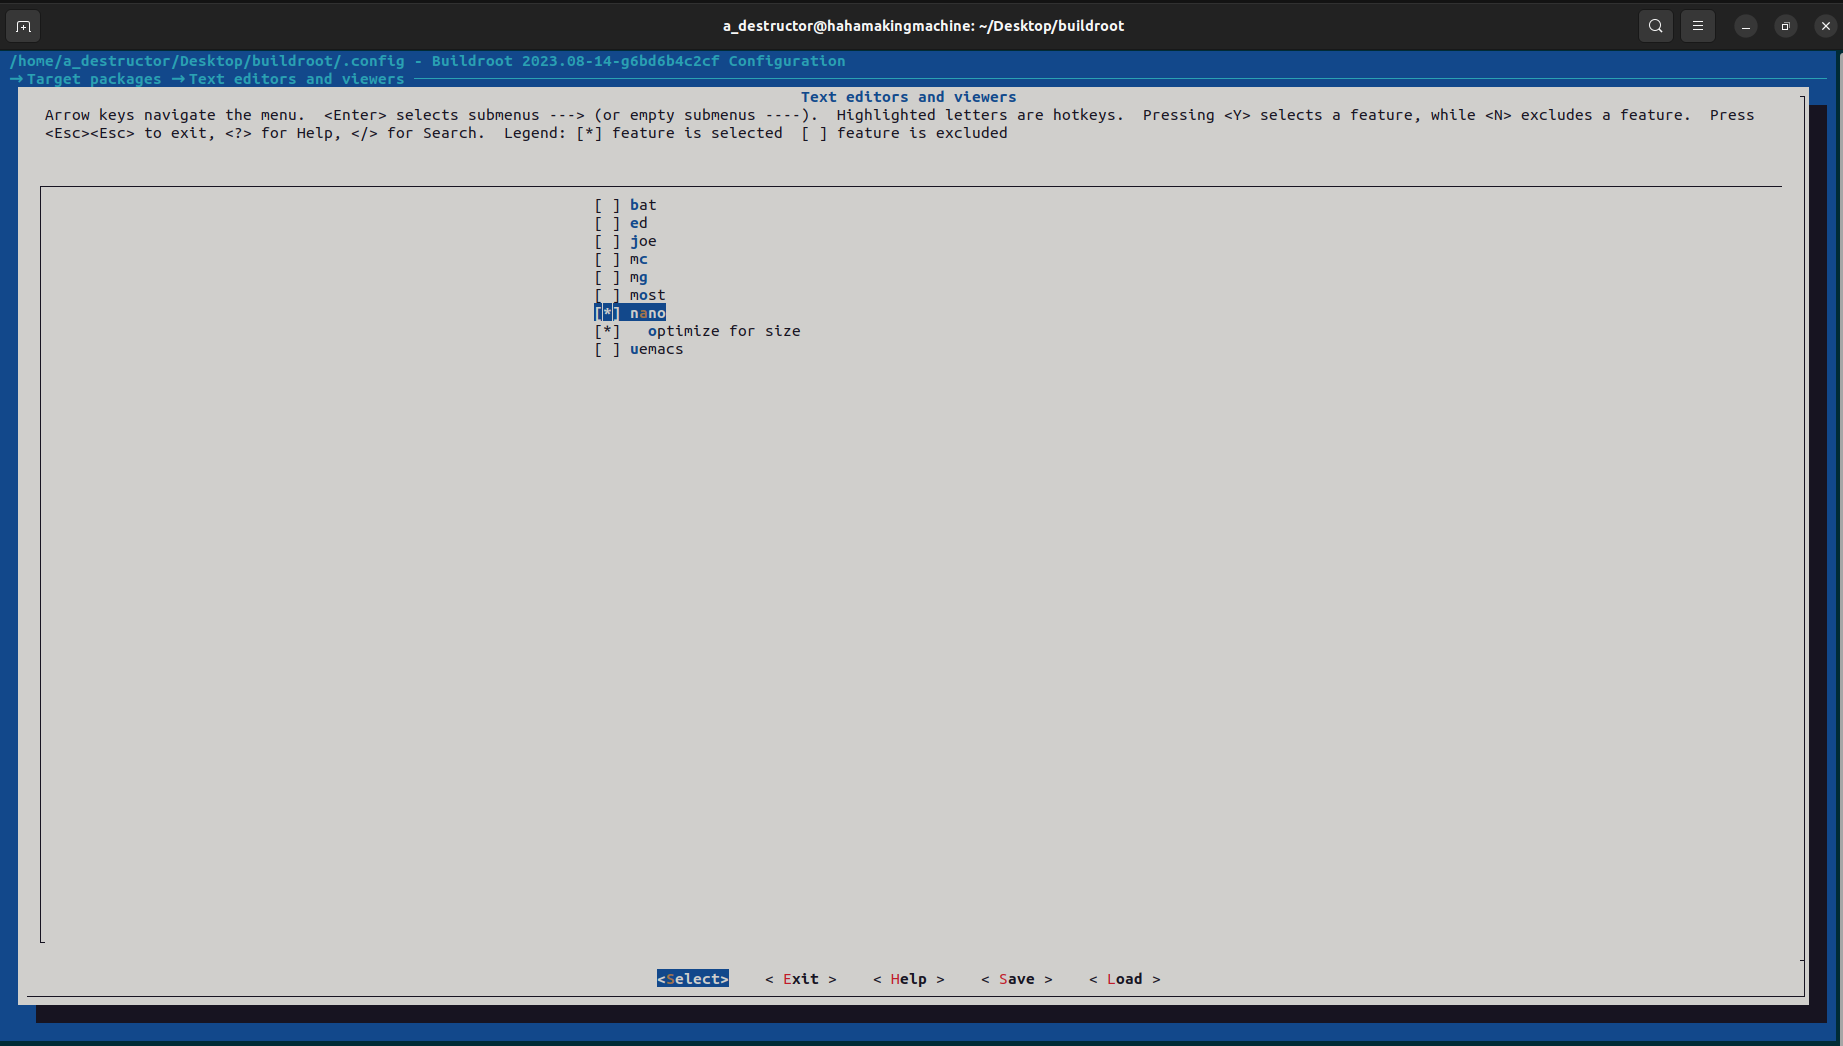 a_destructor@hahamakingmachine: ~/Desktop/buildroot
/home/a_destructor/Desktop/buildroot/.config - Buildroot 2023.08-14-g6bd6b4c2cf Configuration
→ Target packages → Text editors and viewers
Text editors and viewers
Arrow keys navigate the menu.  <Enter> selects submenus ---> (or empty submenus ----).  Highlighted letters are hotkeys.  Pressing <Y> selects a feature, while <N> excludes a feature.  Press
<Esc><Esc> to exit, <?> for Help, </> for Search.  Legend: [*] feature is selected  [ ] feature is excluded
[ ] bat
[ ] ed
[ ] joe
[ ] mc
[ ] mg
[ ] most
[*] nano
[*]   optimize for size
[ ] uemacs
<Select>    < Exit >    < Help >    < Save >    < Load >